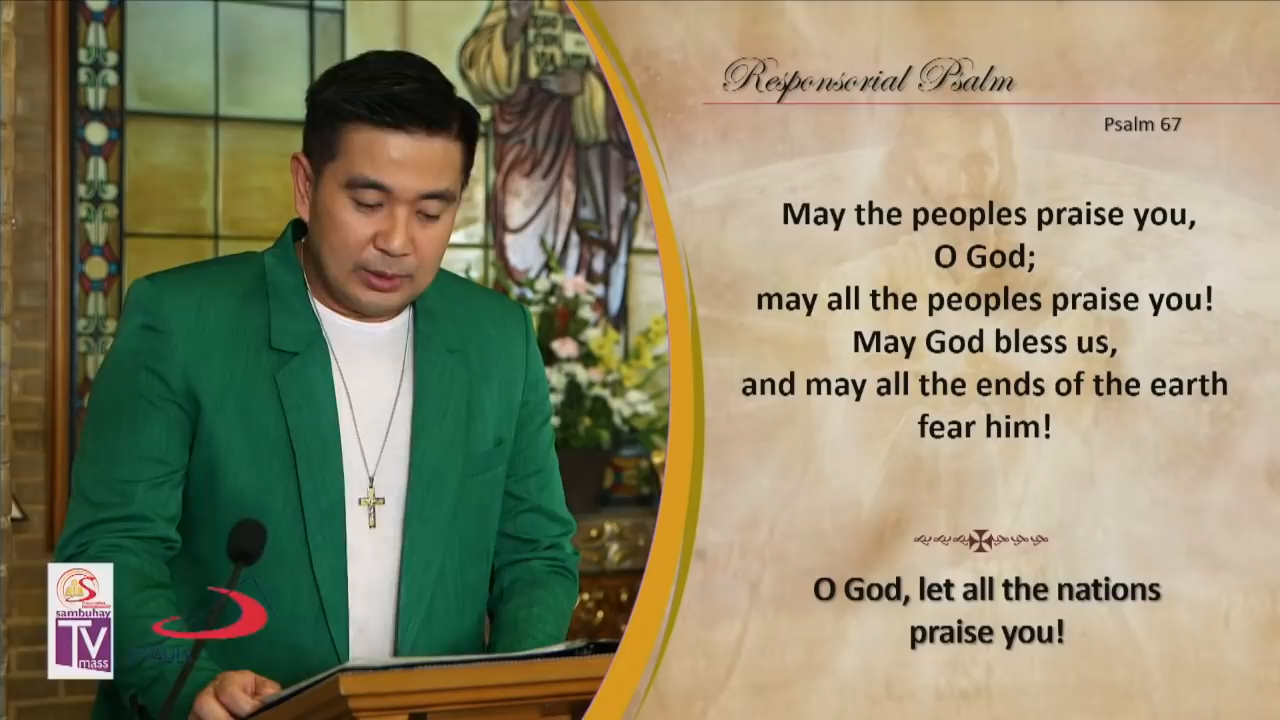 Responsorial Psalm
Psalm 67
May the peoples praise you,
O God;
may all the peoples praise you!
May God bless us,
and may all the ends of the earth
fear him!
O God, let all the nations
praise you!
sambuhay
TV
mass